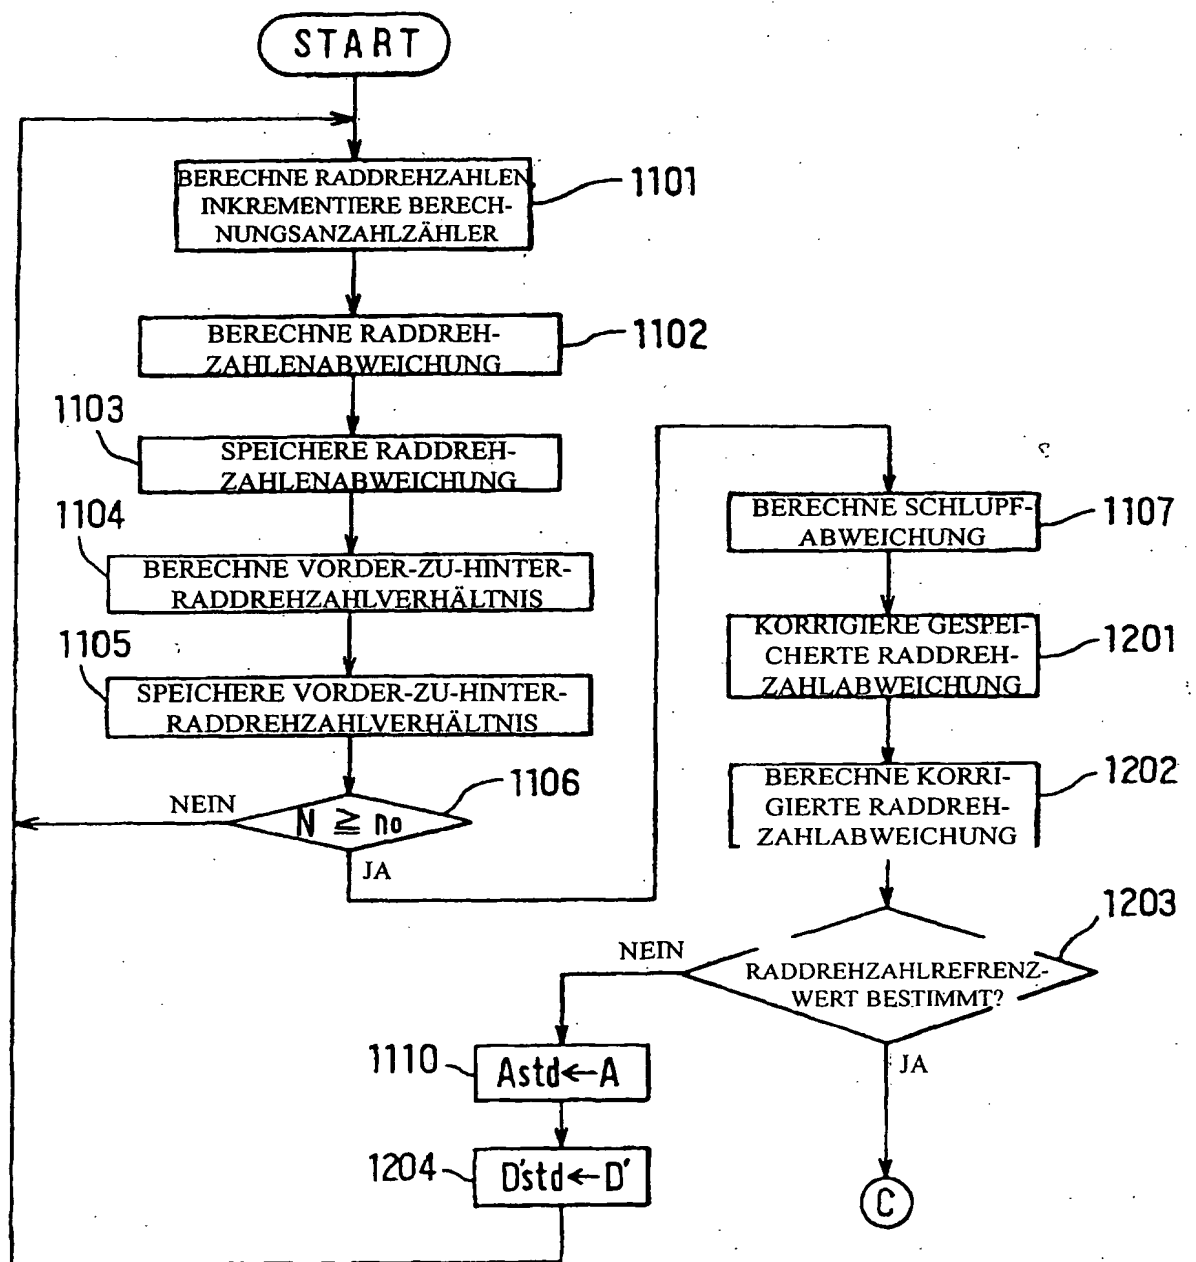 START
BERECHNE RADDREHZAHLEN,
INKREMENTIERE BERECH-
NUNGSANZAHLZÄHLER
1101
BERECHNE RADDREH-
ZAHLENABWEICHUNG
1102
1103
SPEICHERE RADDREH-
ZAHLENABWEICHUNG
1104
BERECHNE VORDER-ZU-HINTER-
RADDREHZAHLVERHÄLTNIS
1105
SPEICHERE VORDER-ZU-HINTER-
RADDREHZAHLVERHÄLTNIS
1106
NEIN
N ≧ no
JA
BERECHNE SCHLUPF-
ABWEICHUNG
1107
KORRIGIERE GESPEI-
CHERTE RADDREH-
ZAHLABWEICHUNG
1201
BERECHNE KORRI-
GIERTE RADDREH-
ZAHLABWEICHUNG
1202
1203
NEIN
RADDREHZAHLREFRENZ-
WERT BESTIMMT?
JA
1110
Astd←A
1204
D'std←D'
C